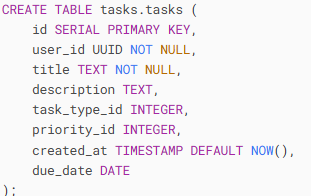 CREATE TABLE tasks.tasks (
    id SERIAL PRIMARY KEY,
    user_id UUID NOT NULL,
    title TEXT NOT NULL,
    description TEXT,
    task_type_id INTEGER,
    priority_id INTEGER,
    created_at TIMESTAMP DEFAULT NOW(),
    due_date DATE
);